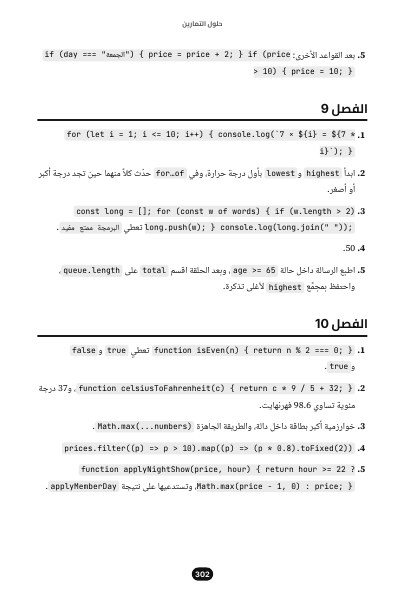 حلول التمارين
5. بعد القواعد الأخرى: if (day === "الجمعة") { price = price + 2; } if (price
> 10) { price = 10; }
الفصل 9
1. for (let i = 1; i <= 10; i++) { console.log(`7 × ${i} = ${7 *
i}`); }
2. ابدأ highest و lowest بأول درجة حرارة، وفي for…of حدّث كلاً منهما حين تجد درجة أكبر
أو أصغر.
3. const long = []; for (const w of words) { if (w.length > 2)
long.push(w); } console.log(long.join(" ")); تعطي البرمجة ممتع مفيد.
4. 50.
5. اطبع الرسالة داخل حالة age >= 65، وبعد الحلقة اقسم total على queue.length،
واحتفظ بمجمِّع highest لأغلى تذكرة.
الفصل 10
1. function isEven(n) { return n % 2 === 0; } تعطي true و false
و true.
2. function celsiusToFahrenheit(c) { return c * 9 / 5 + 32; }، و37 درجة
مئوية تساوي 98.6 فهرنهايت.
3. خوارزمية أكبر بطاقة داخل دالة، والطريقة الجاهزة Math.max(...numbers).
4. prices.filter((p) => p > 10).map((p) => (p * 0.8).toFixed(2))
5. function applyNightShow(price, hour) { return hour >= 22 ?
Math.max(price - 1, 0) : price; }، وتستدعيها على نتيجة applyMemberDay.
302